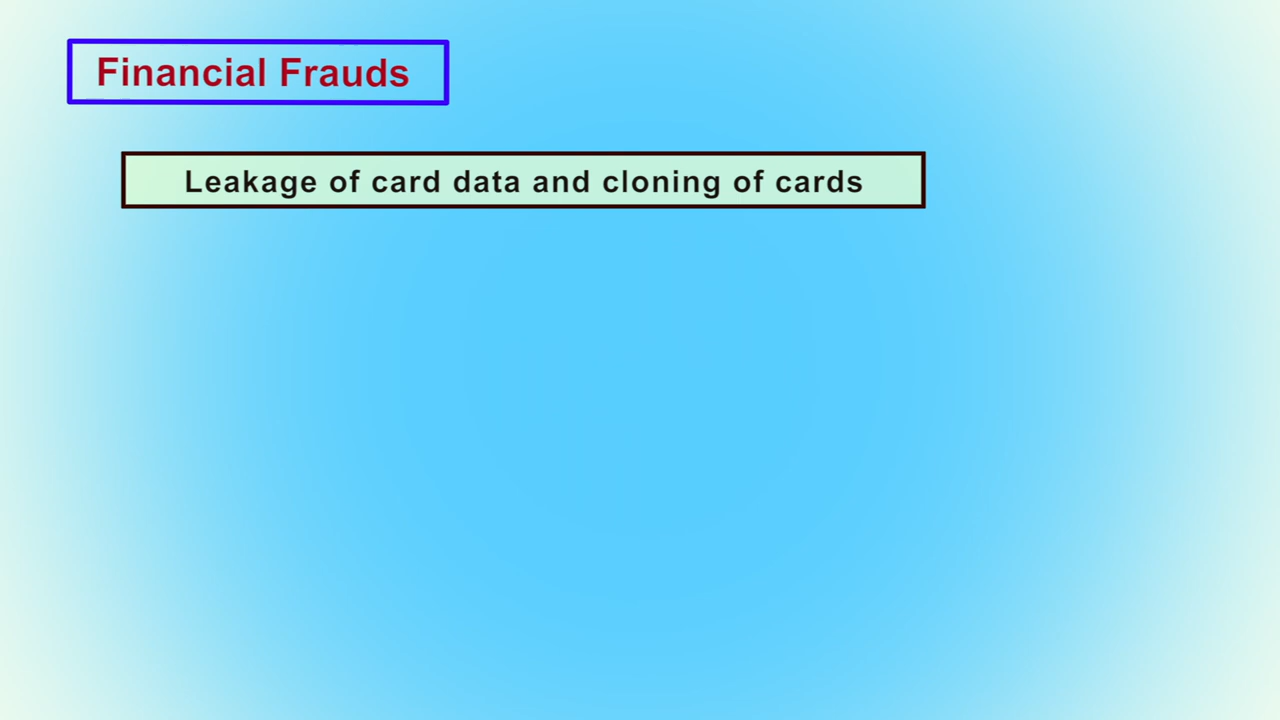 Financial Frauds
Leakage of card data and cloning of cards